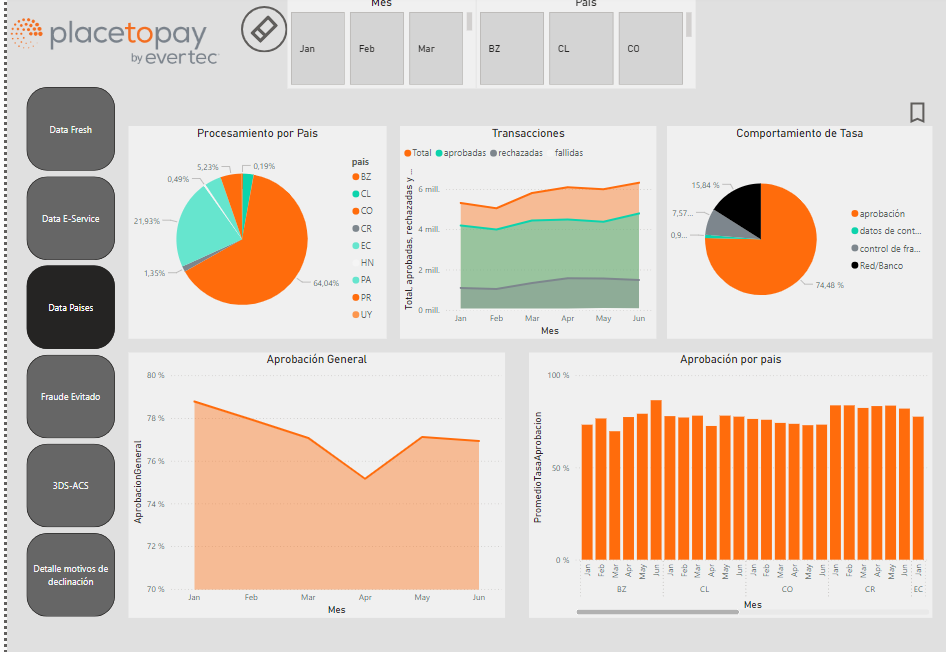 placetopay
by evertec
Mes
País
Jan
Feb
Mar
BZ
CL
CO
Data Fresh
Data E-Service
Data Paises
Fraude Evitado
3DS-ACS
Detalle motivos de
declinación
Procesamiento por Pais
5,23%
0,19%
0,49%
21,93%
1,35%
64,04%
pais
BZ
CL
CO
CR
EC
HN
PA
PR
UY
Transacciones
Total
aprobadas
rechazadas
fallidas
Total, aprobadas, rechazadas y ...
6 mill.
4 mill.
2 mill.
0 mill.
Jan Feb Mar Apr May Jun
Mes
Comportamiento de Tasa
15,84 %
7,57...
0,9...
74,48 %
aprobación
datos de cont...
control de fra...
Red/Banco
Aprobación General
AprobacionGeneral
80 %
78 %
76 %
74 %
72 %
70 %
Jan Feb Mar Apr May Jun
Mes
Aprobación por pais
PromedioTasaAprobacion
100 %
50 %
0 %
Jan Feb Mar Apr May Jun Jan Feb Mar Apr May Jun Jan Feb Mar Apr May Jun Jan Feb Mar Apr May Jun Jan
BZ CL CO CR EC
Mes